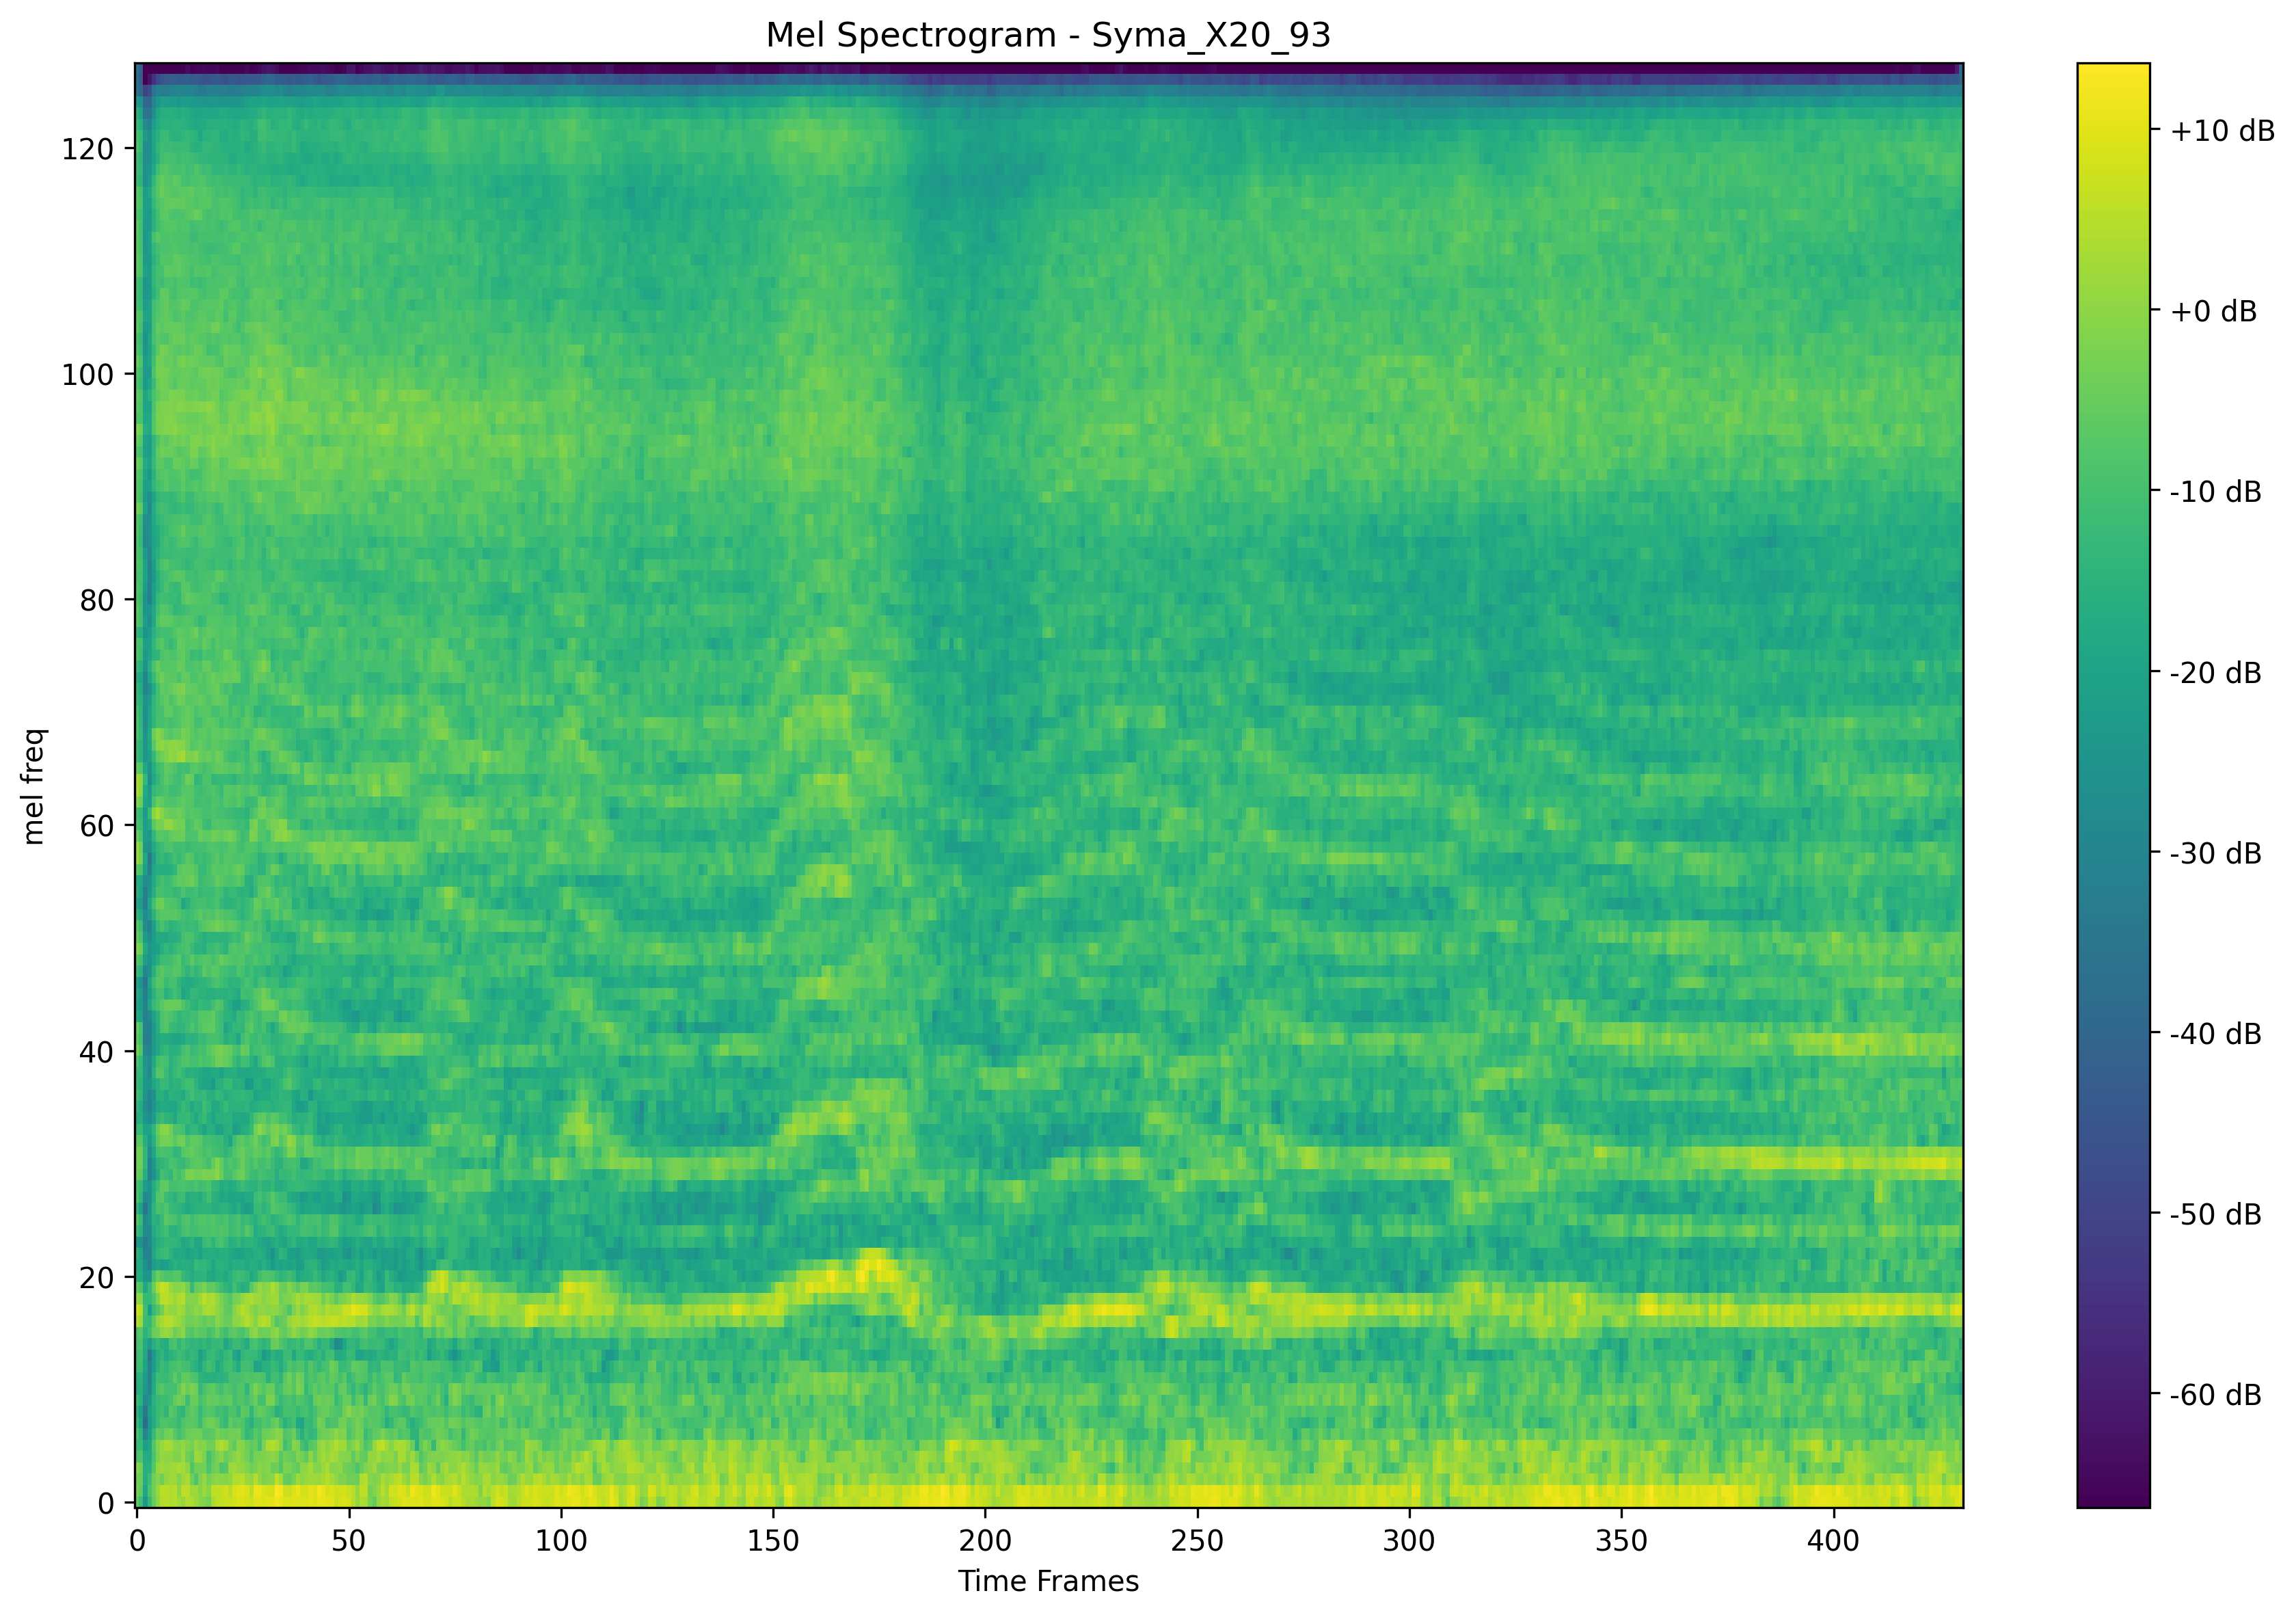 Mel Spectrogram - Syma_X20_93
mel freq
120
100
80
60
40
20
0
0 50 100 150 200 250 300 350 400
Time Frames
+10 dB
+0 dB
-10 dB
-20 dB
-30 dB
-40 dB
-50 dB
-60 dB